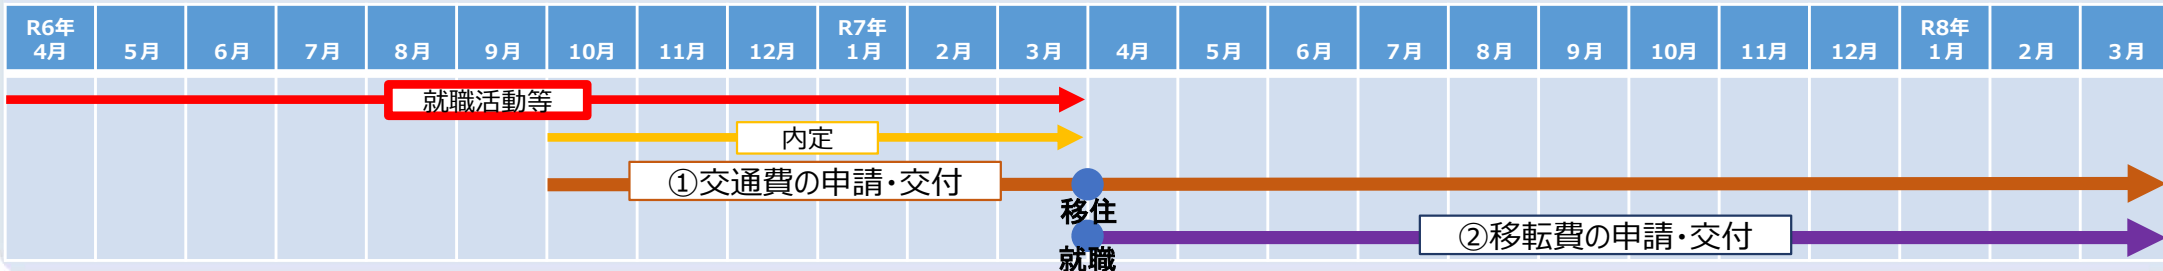 R6年
4月 5月 6月 7月 8月 9月 10月 11月 12月
R7年
1月 2月 3月 4月 5月 6月 7月 8月 9月 10月 11月 12月
R8年
1月 2月 3月
就職活動等
内定
①交通費の申請・交付
移住
②移転費の申請・交付
就職